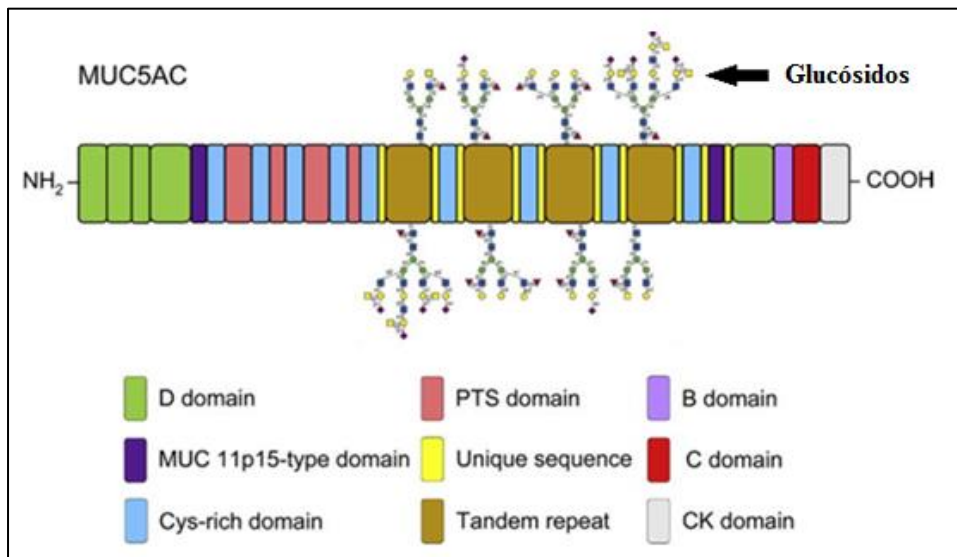 MUC5AC
Glucósidos
NH2
COOH
D domain
PTS domain
B domain
MUC 11p15-type domain
Unique sequence
C domain
Cys-rich domain
Tandem repeat
CK domain